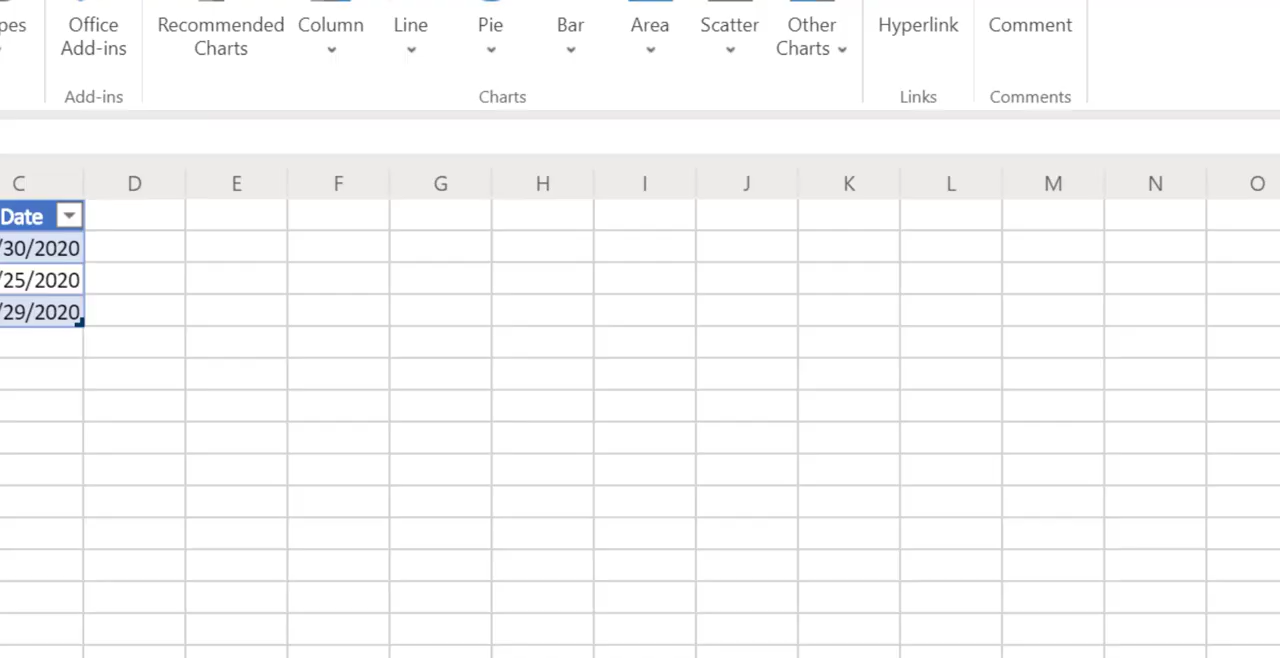 Office Recommended Column Line Pie Bar Area Scatter Other Hyperlink Comment
Add-ins Charts Charts
Add-ins Charts Links Comments
C D E F G H I J K L M N O
Date
/30/2020
/25/2020
/29/2020